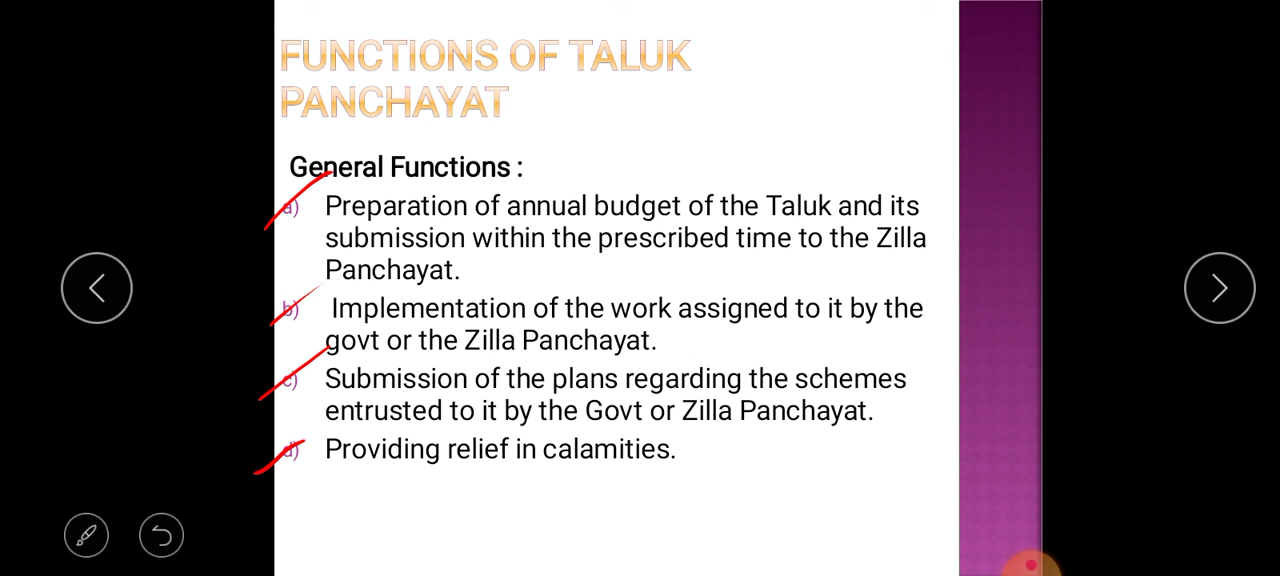 FUNCTIONS OF TALUK
PANCHAYAT
General Functions :
a) Preparation of annual budget of the Taluk and its
submission within the prescribed time to the Zilla
Panchayat.
b) Implementation of the work assigned to it by the
govt or the Zilla Panchayat.
c) Submission of the plans regarding the schemes
entrusted to it by the Govt or Zilla Panchayat.
d) Providing relief in calamities.